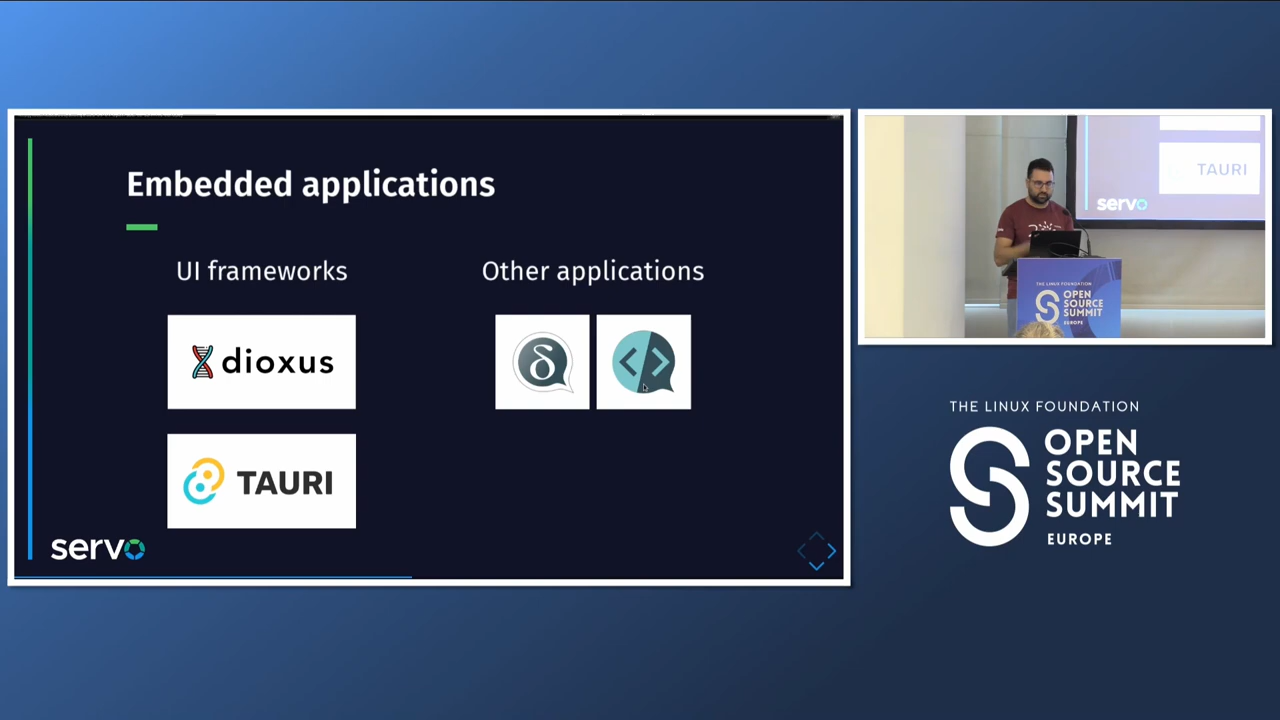 Embedded applications
UI frameworks
Other applications
dioxus
δ
<>
TAURI
servo
TAURI
servo
THE LINUX FOUNDATION
OPEN
SOURCE
SUMMIT
EUROPE
THE LINUX FOUNDATION
OPEN
SOURCE
SUMMIT
EUROPE